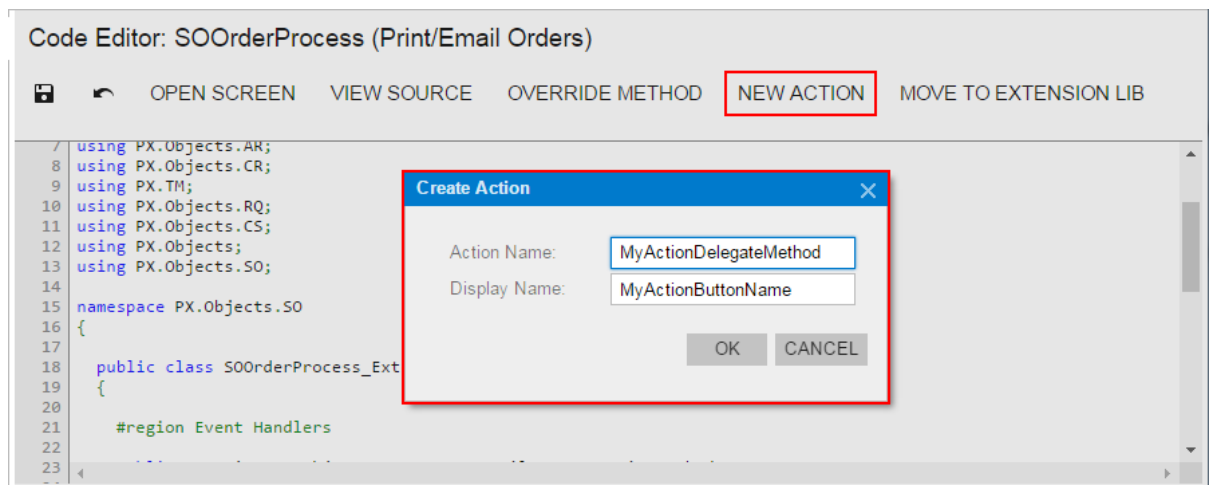 Code Editor: SOOrderProcess (Print/Email Orders)
OPEN SCREEN VIEW SOURCE OVERRIDE METHOD NEW ACTION MOVE TO EXTENSION LIB
7 using PX.Objects.AR;
8 using PX.Objects.CR;
9 using PX.TM;
10 using PX.Objects.RQ;
11 using PX.Objects.CS;
12 using PX.Objects;
13 using PX.Objects.SO;
14
15 namespace PX.Objects.SO
16 {
17
18 public class SOOrderProcess_Ext
19 {
20
21 #region Event Handlers
22
23
Create Action
Action Name: MyActionDelegateMethod
Display Name: MyActionButtonName
OK CANCEL